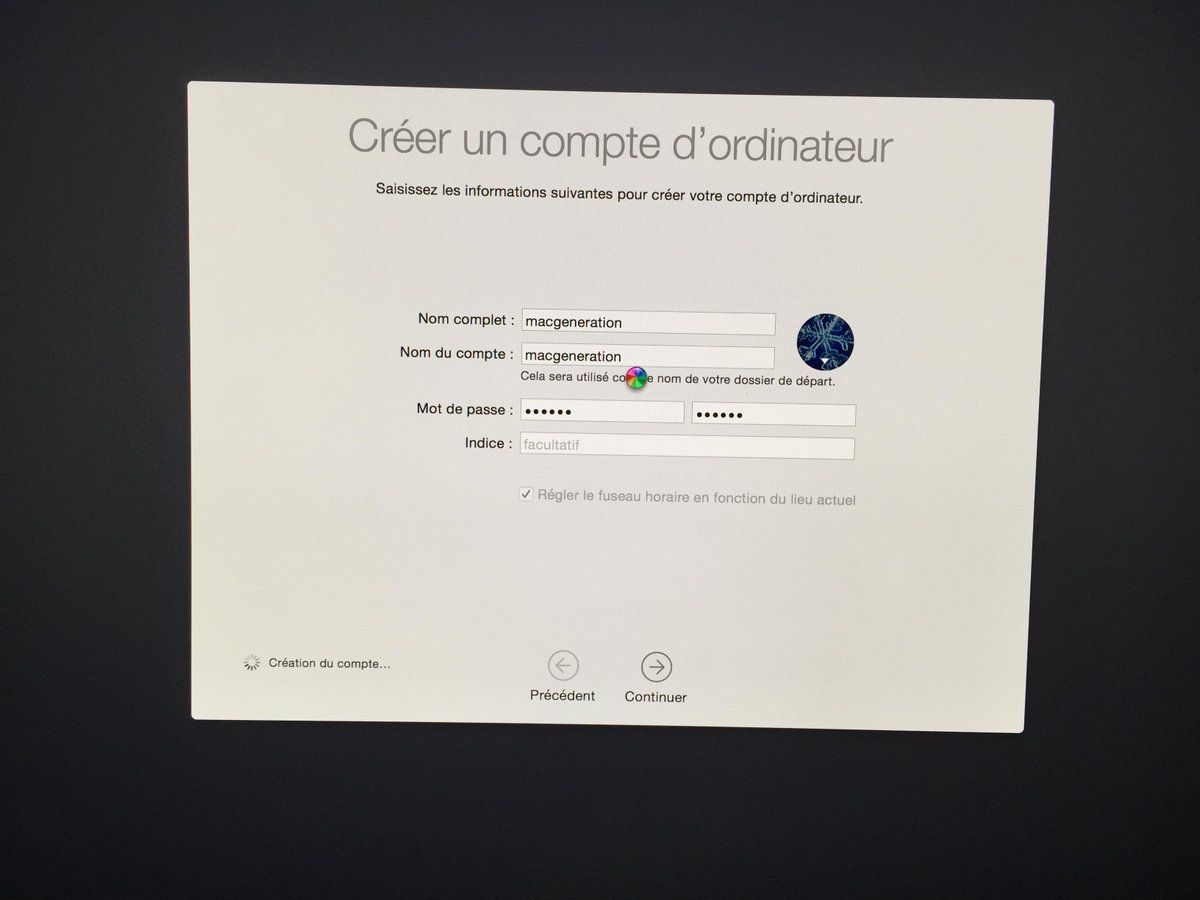 Créer un compte d'ordinateur
Saisissez les informations suivantes pour créer votre compte d'ordinateur.
Nom complet : macgeneration
Nom du compte : macgeneration
Cela sera utilisé co e nom de votre dossier de départ.
Mot de passe : •••••• ••••••
Indice : facultatif
Régler le fuseau horaire en fonction du lieu actuel
Création du compte...
Précédent Continuer